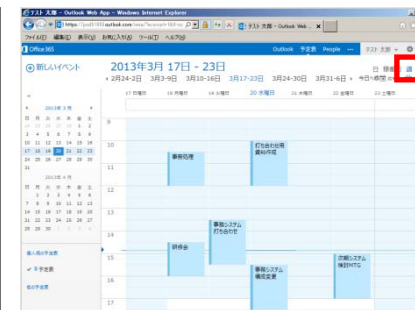 テスト 太郎 - Outlook Web App - Windows Internet Explorer
テスト 太郎 - Outlook Web...
ファイル(F) 編集(E) 表示(V) お気に入り(A) ツール(T) ヘルプ(H)
Office 365
Outlook 予定表 People ... テスト 太郎
新しいイベント
2013年3月 17日 - 23日
2月24-2日 3月3-9日 3月10-16日 3月17-23日 3月24-30日 3月31-6日
日 週
17 日曜日 18 月曜日 19 火曜日 20 水曜日 21 木曜日 22 金曜日 23 土曜日
2013年 3月
日 月 火 水 木 金 土
24 25 26 27 28 1 2
3 4 5 6 7 8 9
10 11 12 13 14 15 16
17 18 19 20 21 22 23
24 25 26 27 28 29 30
31
2013年 4月
日 月 火 水 木 金 土
1 2 3 4 5 6
7 8 9 10 11 12 13
14 15 16 17 18 19 20
21 22 23 24 25 26 27
28 29 30 1 2 3 4
個人用の予定表
予定表
他の予定表
9
10
11
12
13
14
15
16
17
打ち合わせ用
資料作成
事務処理
事務システム
打ち合わせ
研修会
次期システム
検討MTG
事務システム
構成変更